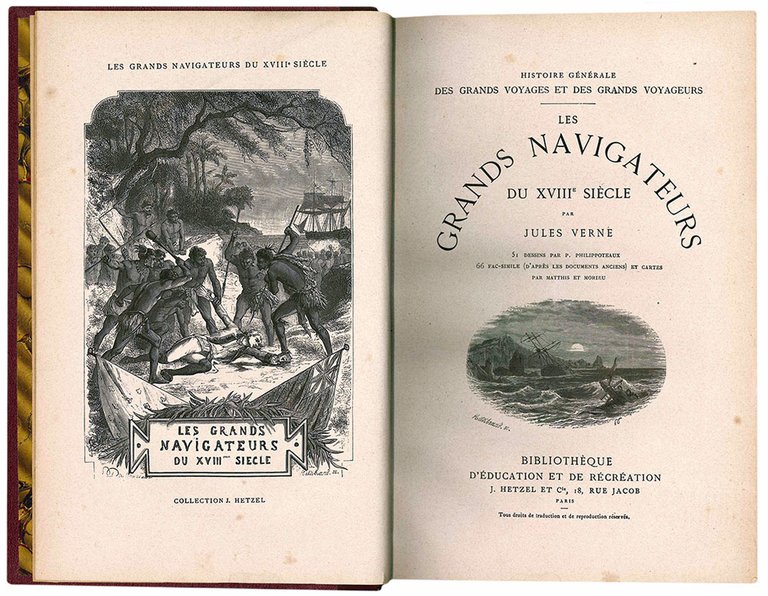 LES GRANDS NAVIGATEURS DU XVIIIe SIÈCLE
LES GRANDS
NAVIGATEURS
DU XVIIIme SIECLE
COLLECTION J. HETZEL
HISTOIRE GÉNÉRALE
DES GRANDS VOYAGES ET DES GRANDS VOYAGEURS
LES
GRANDS NAVIGATEURS
DU XVIIIE SIÈCLE
PAR
JULES VERNE
51 DESSINS PAR P. PHILIPPOTEAUX
66 FAC-SIMILE (D'APRÈS LES DOCUMENTS ANCIENS) ET CARTES
PAR MATTHIS ET MORIEU
BIBLIOTHÈQUE
D'ÉDUCATION ET DE RÉCRÉATION
J. HETZEL ET Cie, 18, RUE JACOB
PARIS
Tous droits de traduction et de reproduction réservés.